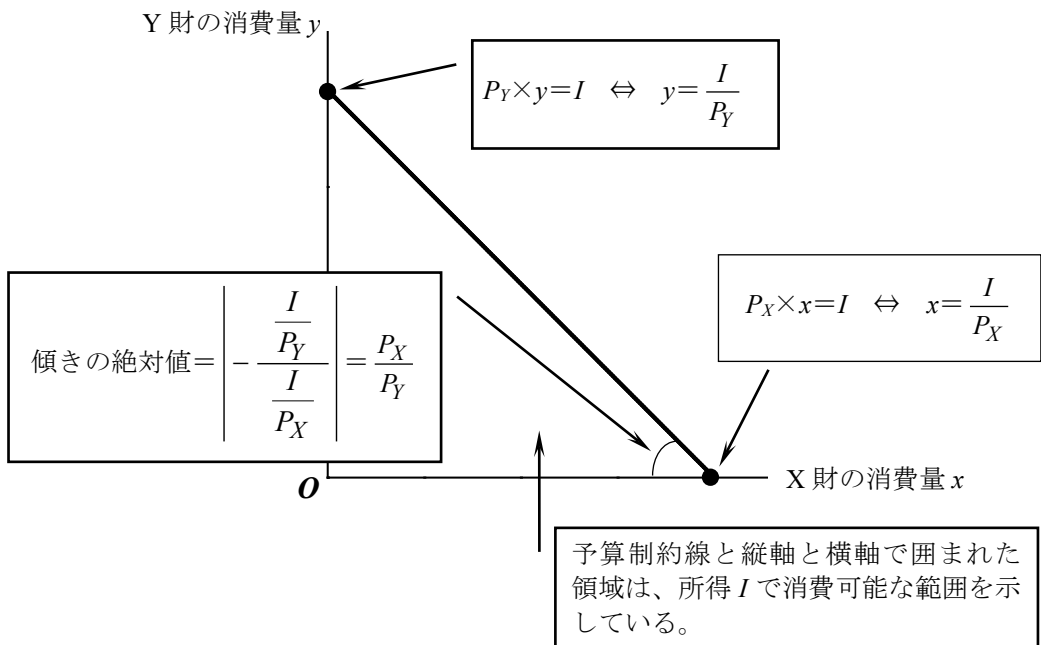 Y 財の消費量 y
P_Y×y=I ⇔ y=I/P_Y
傾きの絶対値=|-(I/P_Y)/(I/P_X)|=P_X/P_Y
P_X×x=I ⇔ x=I/P_X
O
X 財の消費量 x
予算制約線と縦軸と横軸で囲まれた
領域は、所得 I で消費可能な範囲を示
している。